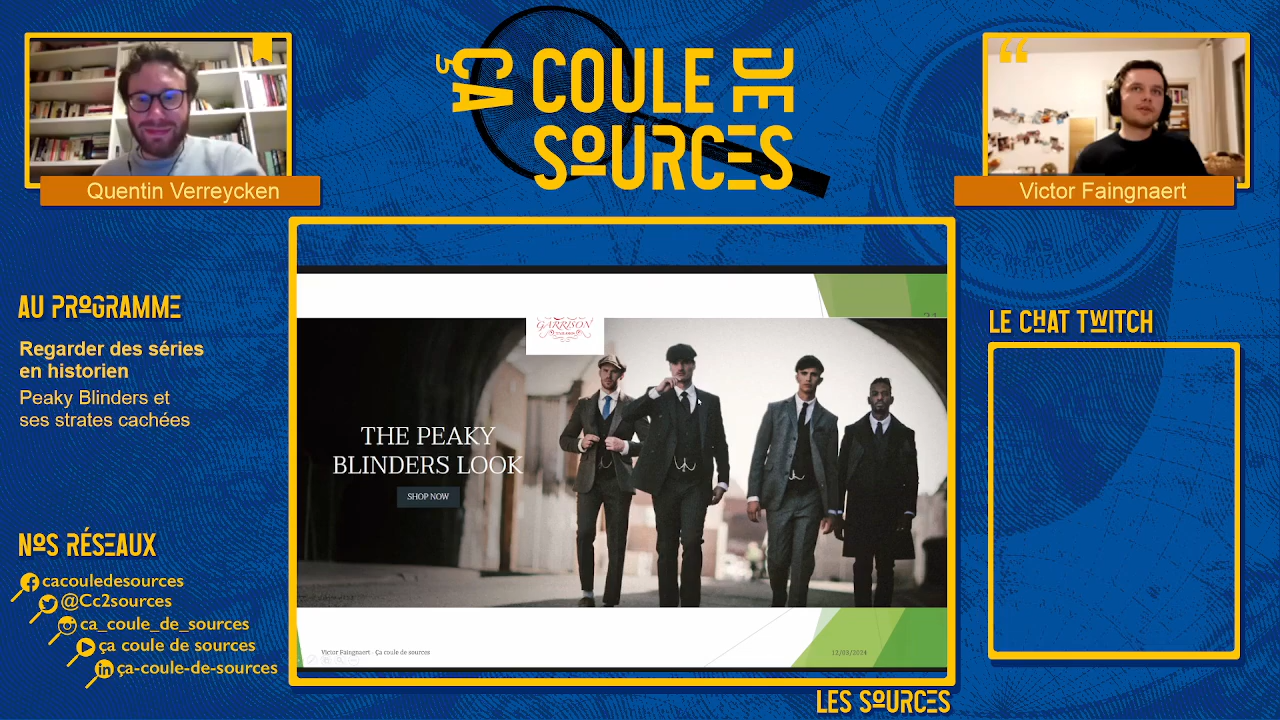 ÇA COULE DE
SOURCES
Quentin Verreycken
Victor Faingnaert
AU PROGRAMME
Regarder des séries
en historien
Peaky Blinders et
ses strates cachées
NOS RÉSEAUX
cacouledesources
@Cc2sources
ca_coule_de_sources
ça coule de sources
ça-coule-de-sources
GARRISON
THE PEAKY
BLINDERS LOOK
SHOP NOW
Victor Faingnaert - Ça coule de sources
12/03/2024
LE CHAT TWITCH
LES SOURCES